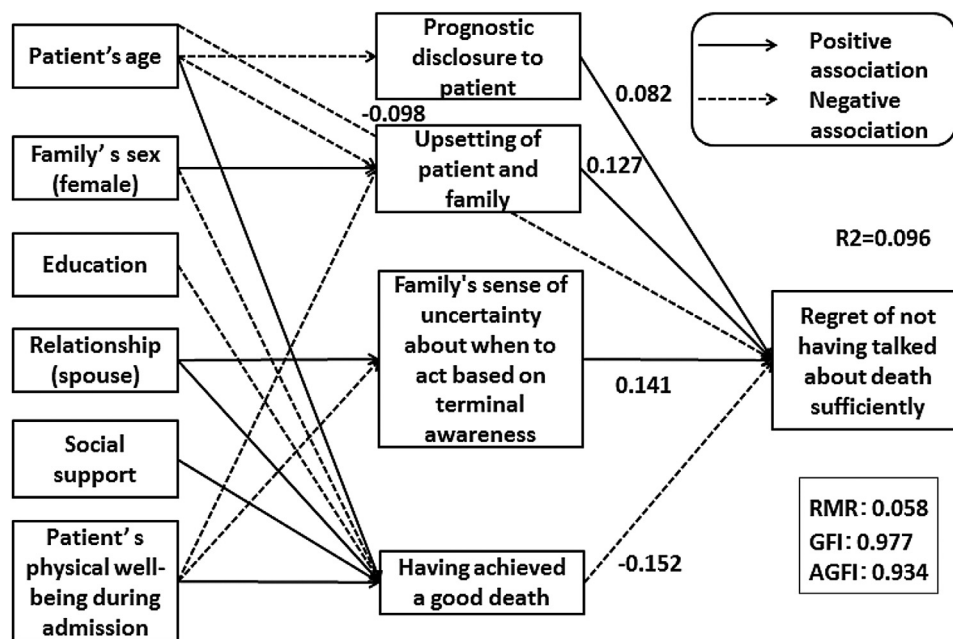 Patient's age
Family's sex
(female)
Education
Relationship
(spouse)
Social
support
Patient's
physical well-
being during
admission
Prognostic
disclosure to
patient
-0.098
Upsetting of
patient and
family
Family's sense of
uncertainty
about when to
act based on
terminal
awareness
Having achieved
a good death
0.082
0.127
0.141
-0.152
Positive
association
Negative
association
R2=0.096
Regret of not
having talked
about death
sufficiently
RMR: 0.058
GFI: 0.977
AGFI: 0.934